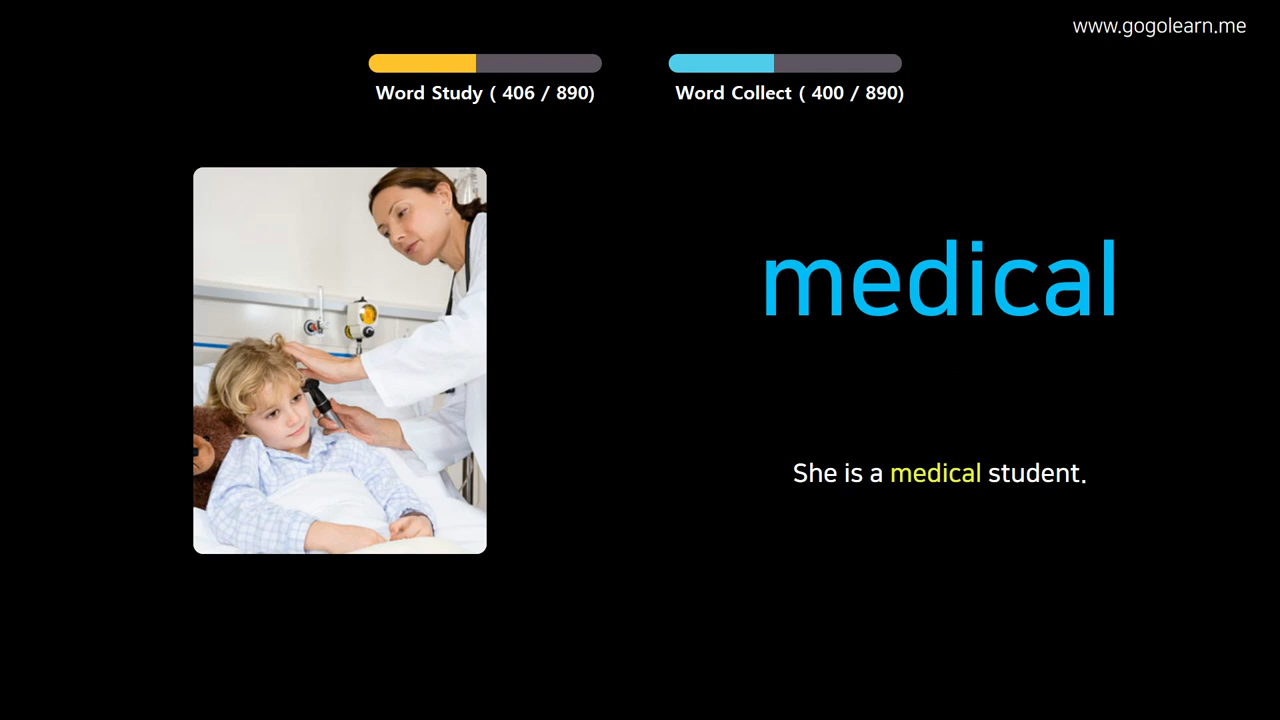 www.gogolearn.me
Word Study ( 406 / 890)
Word Collect ( 400 / 890)
medical
She is a medical student.